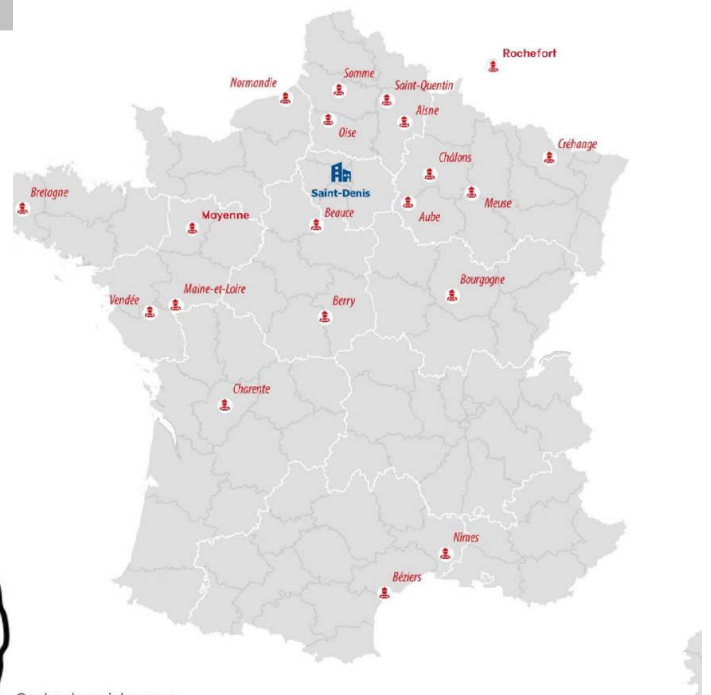 Rochefort
Somme
Normandie
Saint-Quentin
Aisne
Oise
Créhange
Châlons
Saint-Denis
Bretagne
Meuse
Beauce
Mayenne
Aube
Bourgogne
Maine-et-Loire
Vendée
Berry
Charente
Nîmes
Béziers